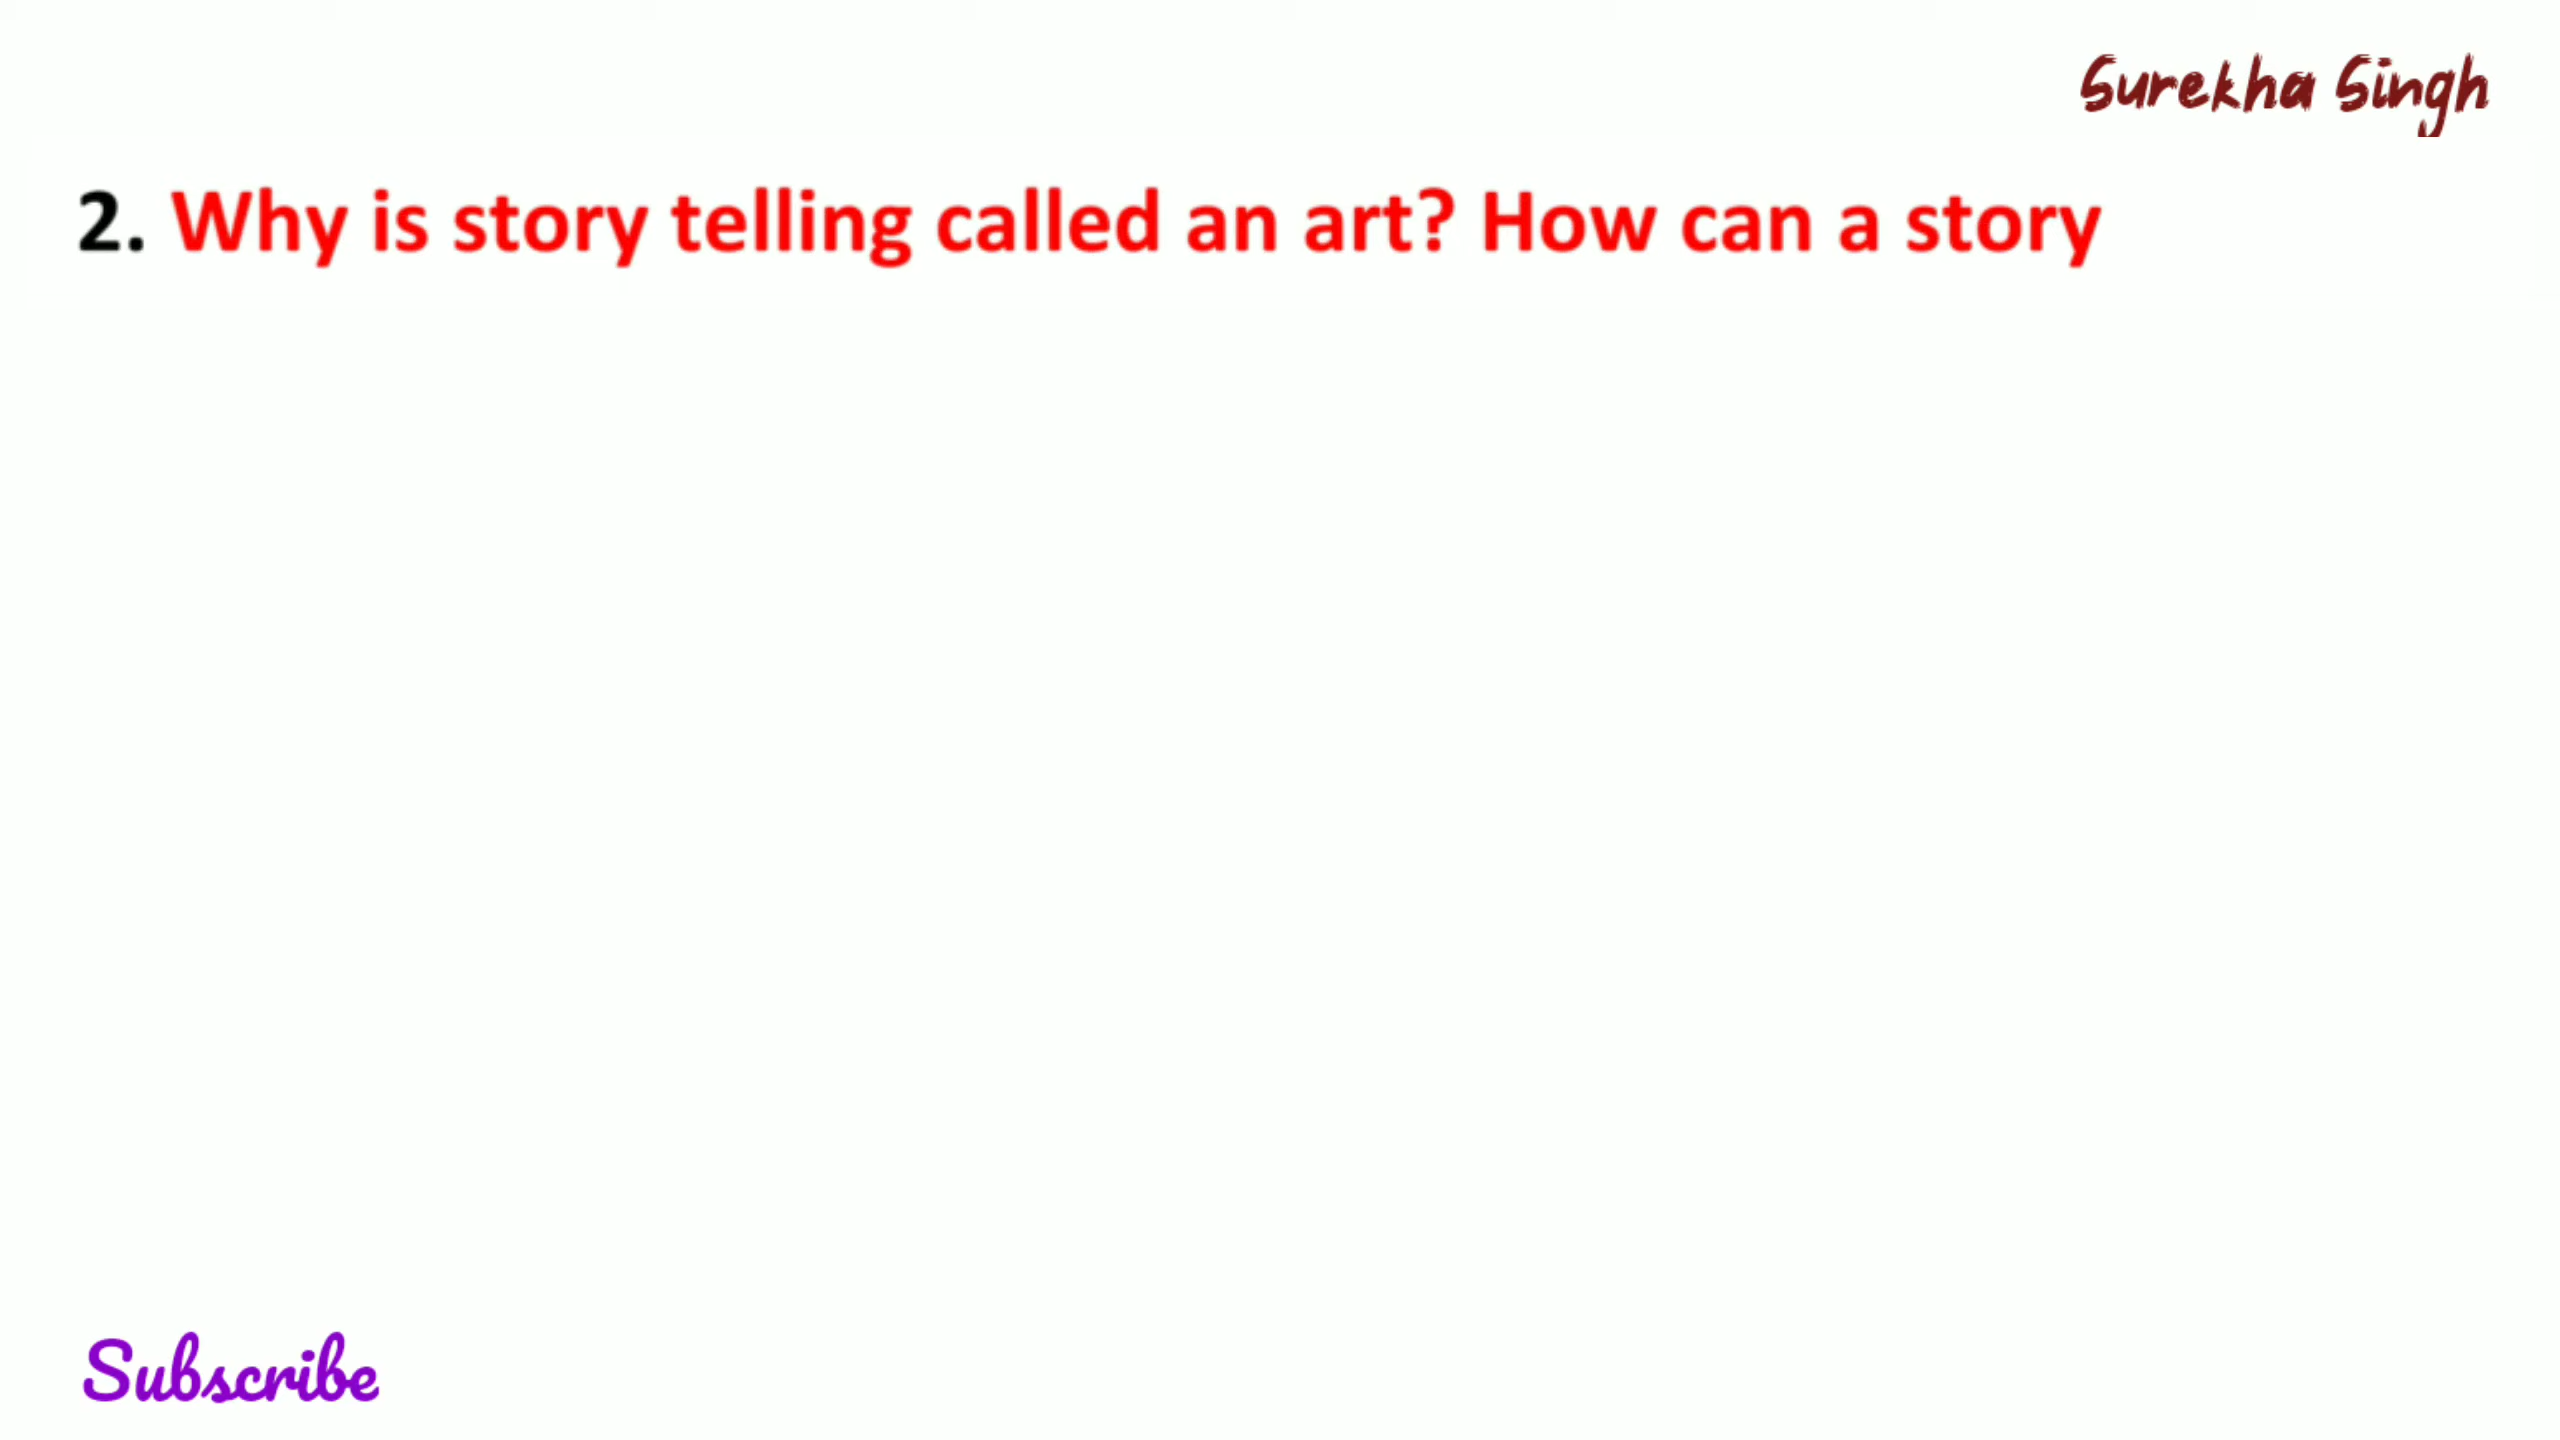 Surekha Singh
2. Why is story telling called an art? How can a story
Subscribe